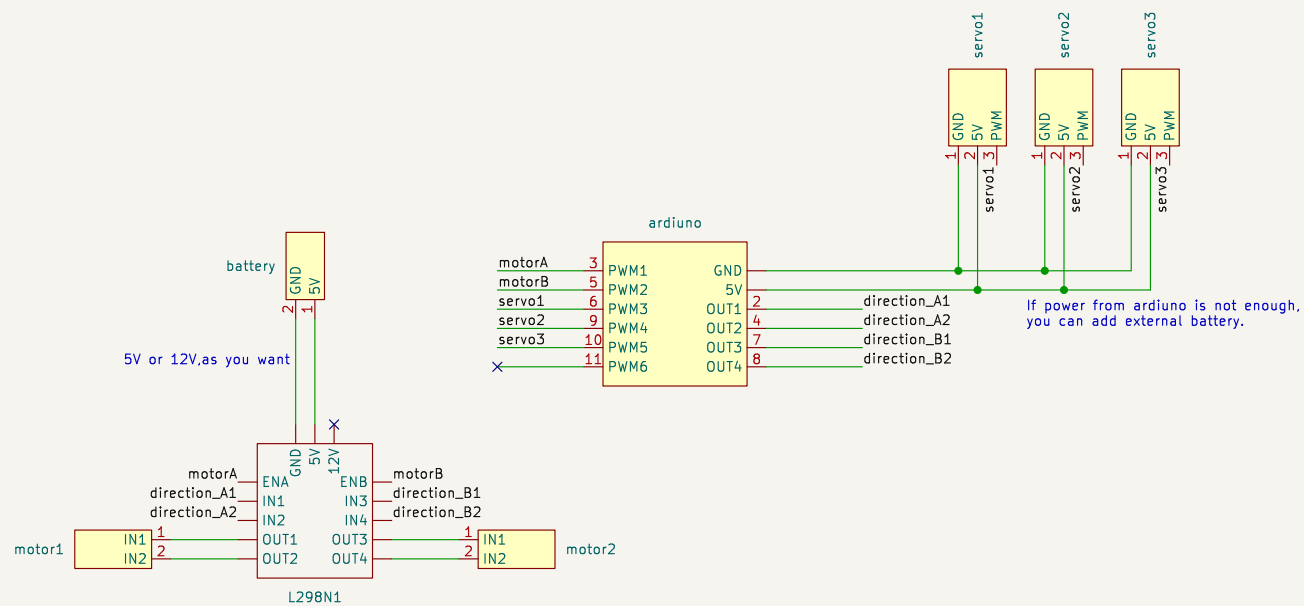 servo1
servo2
servo3
GND
5V
PWM
GND
5V
PWM
GND
5V
PWM
1
2
3
1
2
3
1
2
3
servo1
servo2
servo3
ardiuno
motorA 3 PWM1 GND
motorB 5 PWM2 5V
servo1 6 PWM3 OUT1 2 direction_A1
servo2 9 PWM4 OUT2 4 direction_A2
servo3 10 PWM5 OUT3 7 direction_B1
11 PWM6 OUT4 8 direction_B2
If power from ardiuno is not enough,
you can add external battery.
battery
GND
5V
2
1
5V or 12V,as you want
GND
5V
12V
motorA ENA ENB motorB
direction_A1 IN1 IN3 direction_B1
direction_A2 IN2 IN4 direction_B2
motor1
IN1 1 OUT1 OUT3 1 IN1
IN2 2 OUT2 OUT4 2 IN2
motor2
L298N1